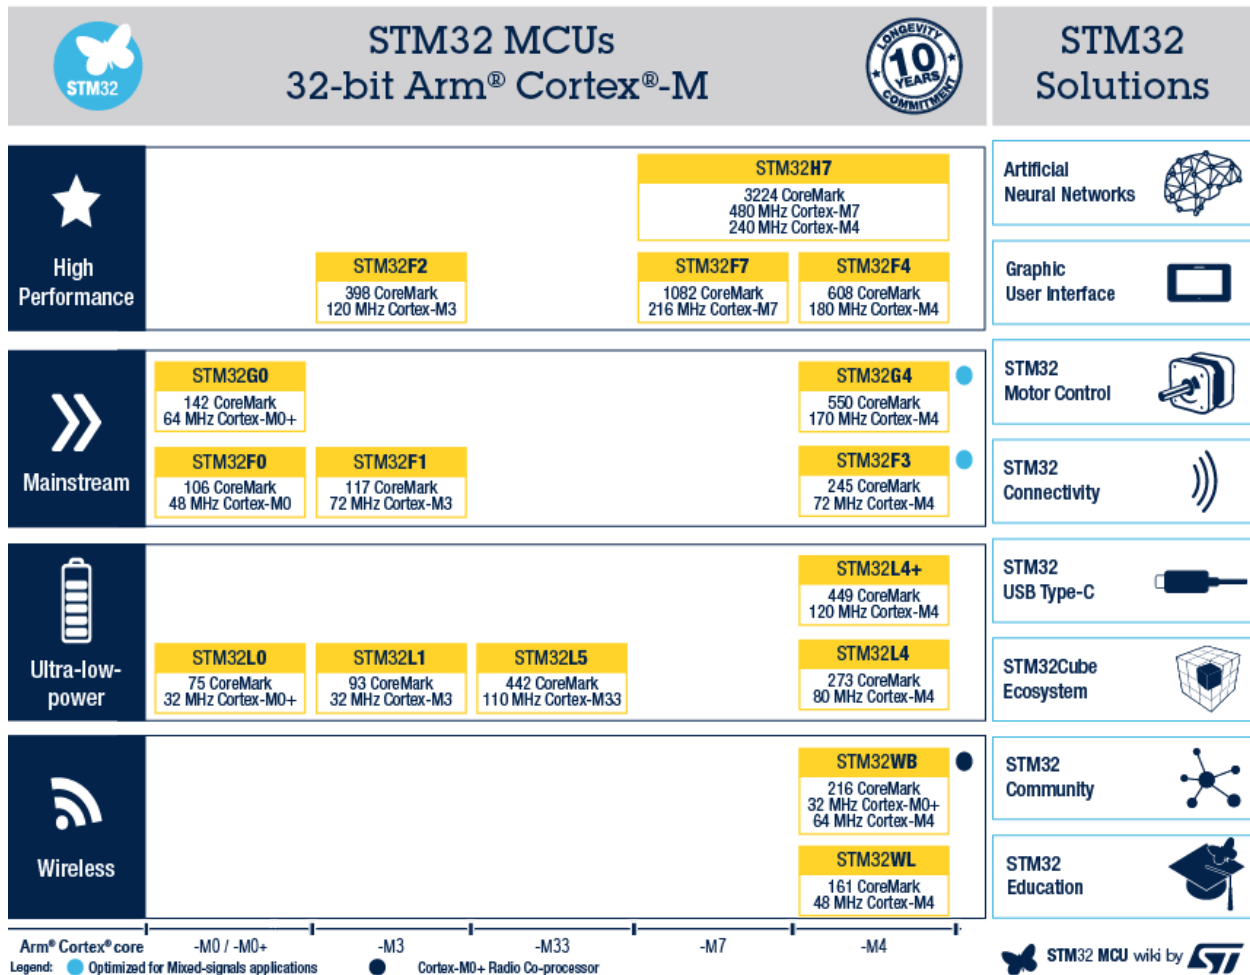 STM32
STM32 MCUs
32-bit Arm® Cortex®-M
LONGEVITY
10
YEARS
COMMITMENT
STM32
Solutions
High
Performance
STM32H7
3224 CoreMark
480 MHz Cortex-M7
240 MHz Cortex-M4
STM32F2
398 CoreMark
120 MHz Cortex-M3
STM32F7
1082 CoreMark
216 MHz Cortex-M7
STM32F4
608 CoreMark
180 MHz Cortex-M4
Mainstream
STM32G0
142 CoreMark
64 MHz Cortex-M0+
STM32G4
550 CoreMark
170 MHz Cortex-M4
STM32F0
106 CoreMark
48 MHz Cortex-M0
STM32F1
117 CoreMark
72 MHz Cortex-M3
STM32F3
245 CoreMark
72 MHz Cortex-M4
Ultra-low-
power
STM32L4+
449 CoreMark
120 MHz Cortex-M4
STM32L0
75 CoreMark
32 MHz Cortex-M0+
STM32L1
93 CoreMark
32 MHz Cortex-M3
STM32L5
442 CoreMark
110 MHz Cortex-M33
STM32L4
273 CoreMark
80 MHz Cortex-M4
Wireless
STM32WB
216 CoreMark
32 MHz Cortex-M0+
64 MHz Cortex-M4
STM32WL
161 CoreMark
48 MHz Cortex-M4
Arm® Cortex® core
-M0 / -M0+
-M3
-M33
-M7
-M4
Legend:
Optimized for Mixed-signals applications
Cortex-M0+ Radio Co-processor
Artificial
Neural Networks
Graphic
User Interface
STM32
Motor Control
STM32
Connectivity
STM32
USB Type-C
STM32Cube
Ecosystem
STM32
Community
STM32
Education
STM32 MCU wiki by ST